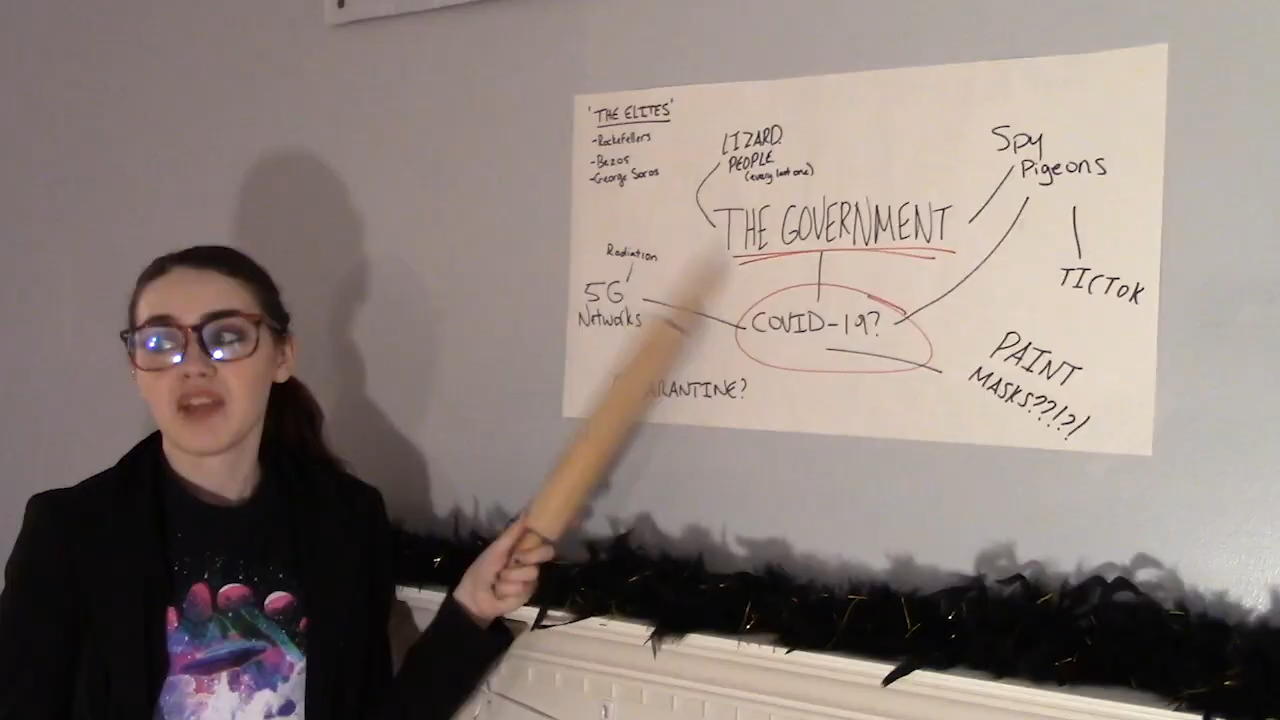 'THE ELITES'
-Rockefellers
-Bezos
-George Soros
LIZARD
PEOPLE
(every last one)
Spy
Pigeons
THE GOVERNMENT
Radiation
5G
Networks
TICTOK
COVID-19?
PAINT
MASKS??!?!